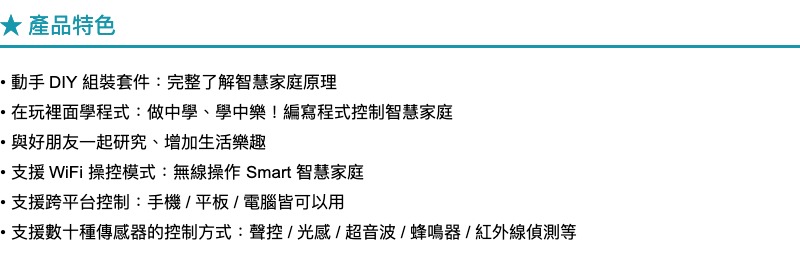 ★ 產品特色
• 動手 DIY 組裝套件：完整了解智慧家庭原理
• 在玩裡面學程式：做中學、學中樂！編寫程式控制智慧家庭
• 與好朋友一起研究、增加生活樂趣
• 支援 WiFi 操控模式：無線操作 Smart 智慧家庭
• 支援跨平台控制：手機 / 平板 / 電腦皆可以用
• 支援數十種傳感器的控制方式：聲控 / 光感 / 超音波 / 蜂鳴器 / 紅外線偵測等